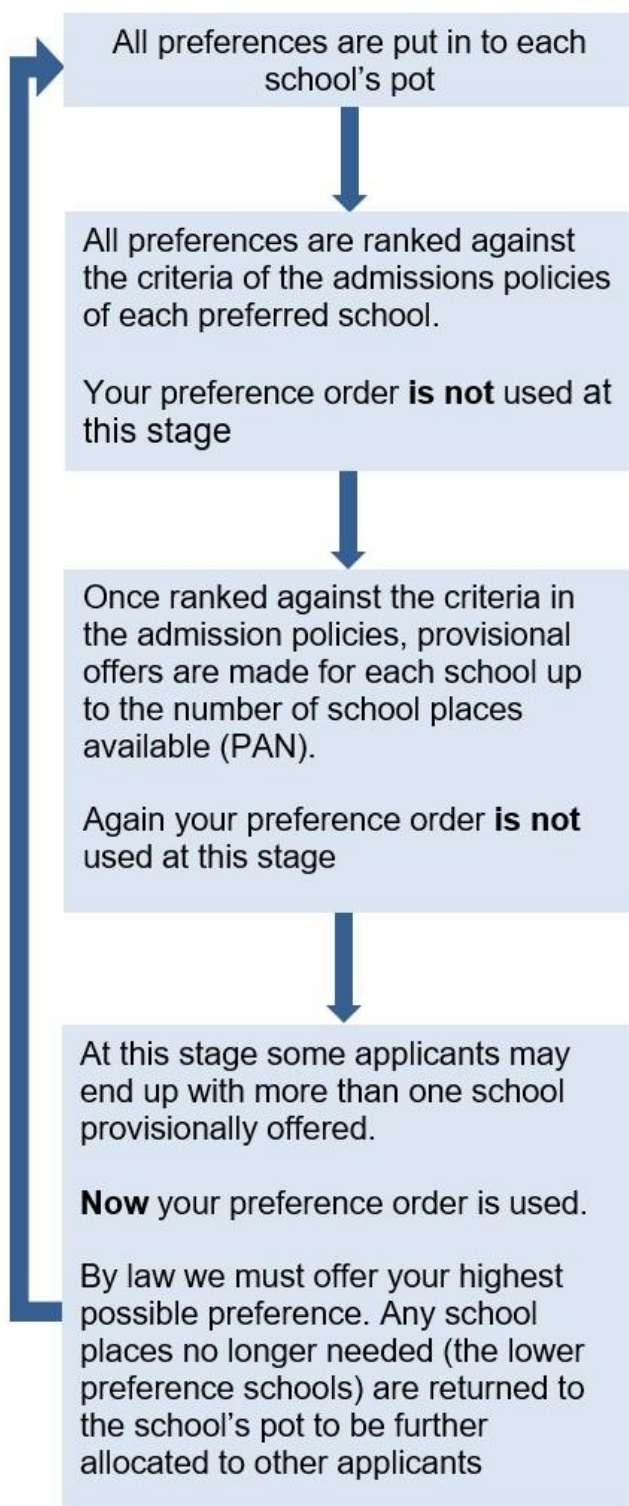 All preferences are put in to each
school’s pot
All preferences are ranked against
the criteria of the admissions policies
of each preferred school.
Your preference order is not used at
this stage
Once ranked against the criteria in
the admission policies, provisional
offers are made for each school up
to the number of school places
available (PAN).
Again your preference order is not
used at this stage
At this stage some applicants may
end up with more than one school
provisionally offered.
Now your preference order is used.
By law we must offer your highest
possible preference. Any school
places no longer needed (the lower
preference schools) are returned to
the school’s pot to be further
allocated to other applicants